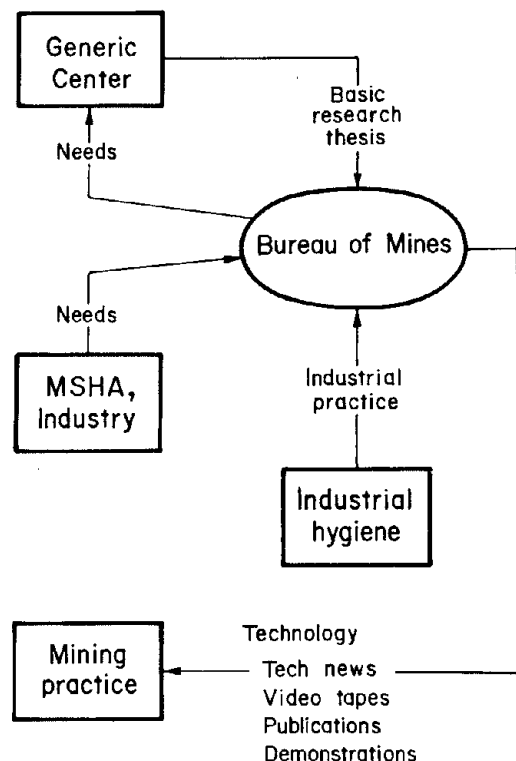 Generic
Center
Basic
research
thesis
Needs
Bureau of Mines
Needs
MSHA,
Industry
Industrial
practice
Industrial
hygiene
Technology
Mining
practice
Tech news
Video tapes
Publications
Demonstrations